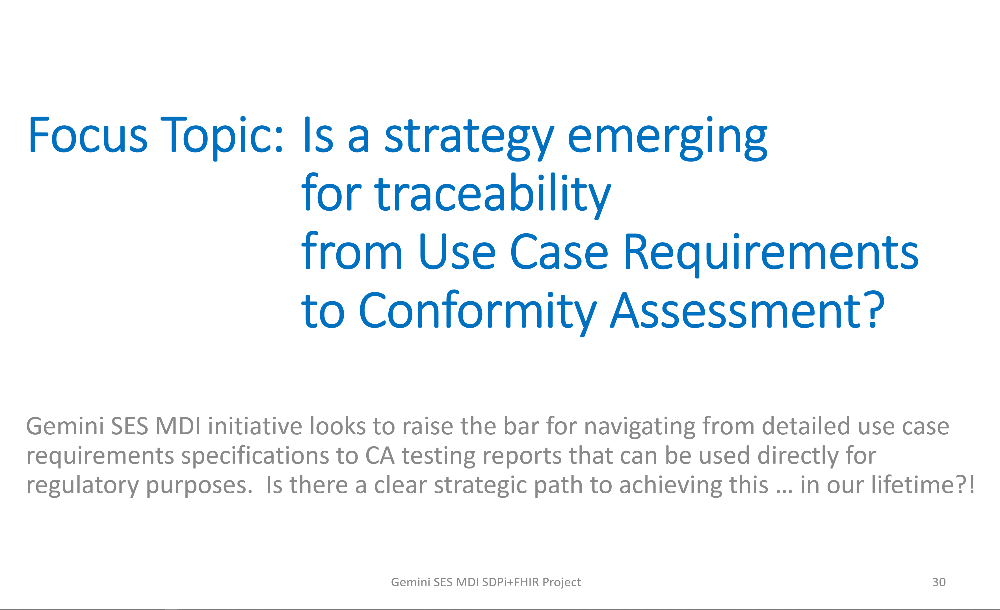 Focus Topic: Is a strategy emerging
for traceability
from Use Case Requirements
to Conformity Assessment?
Gemini SES MDI initiative looks to raise the bar for navigating from detailed use case
requirements specifications to CA testing reports that can be used directly for
regulatory purposes. Is there a clear strategic path to achieving this ... in our lifetime?!
Gemini SES MDI SDPi+FHIR Project
30